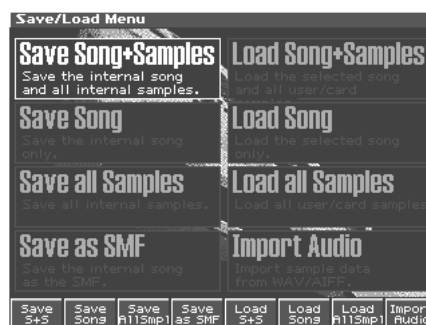 Save/Load Menu
Save Song+Samples
Save the internal song
and all internal samples.
Load Song+Samples
Load the selected song
and all user/card
samples.
Save Song
Save the internal song
only.
Load Song
Load the selected song
only.
Save all Samples
Save all internal samples.
Load all Samples
Load all user/card samples
Save as SMF
Save the internal song
as the SMF.
Import Audio
Import sample data
from WAV/AIFF.
Save S+S
Save Song
Save AllSmpl
Save as SMF
Load S+S
Load Song
Load AllSmpl
Impor Audio